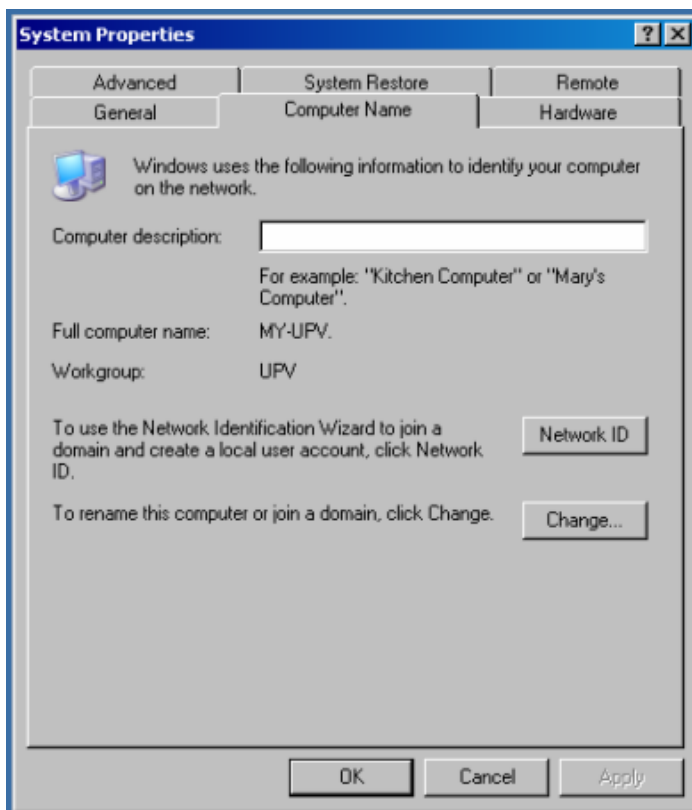 System Properties
Advanced System Restore Remote
General Computer Name Hardware
Windows uses the following information to identify your computer
on the network.
Computer description:
For example: "Kitchen Computer" or "Mary's
Computer".
Full computer name: MY-UPV.
Workgroup: UPV
To use the Network Identification Wizard to join a
domain and create a local user account, click Network
ID.
Network ID
To rename this computer or join a domain, click Change.
Change...
OK Cancel Apply